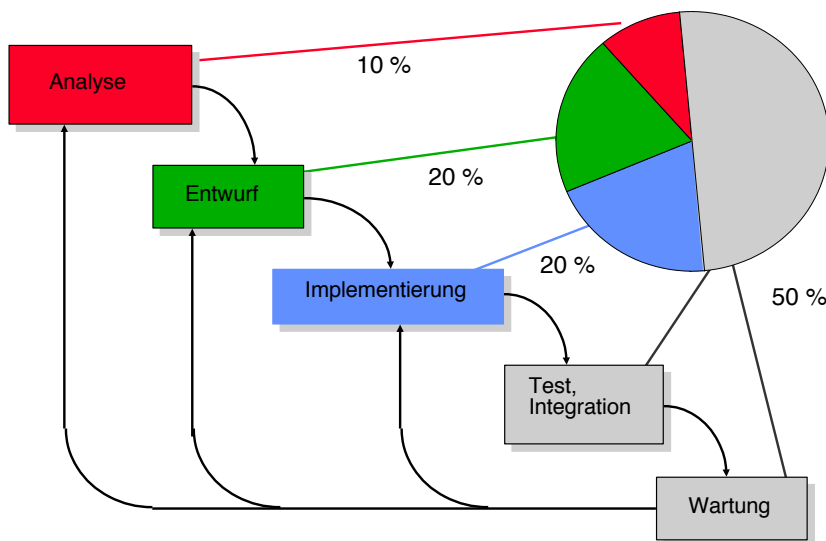 Analyse
10 %
Entwurf
20 %
Implementierung
20 %
50 %
Test,
Integration
Wartung